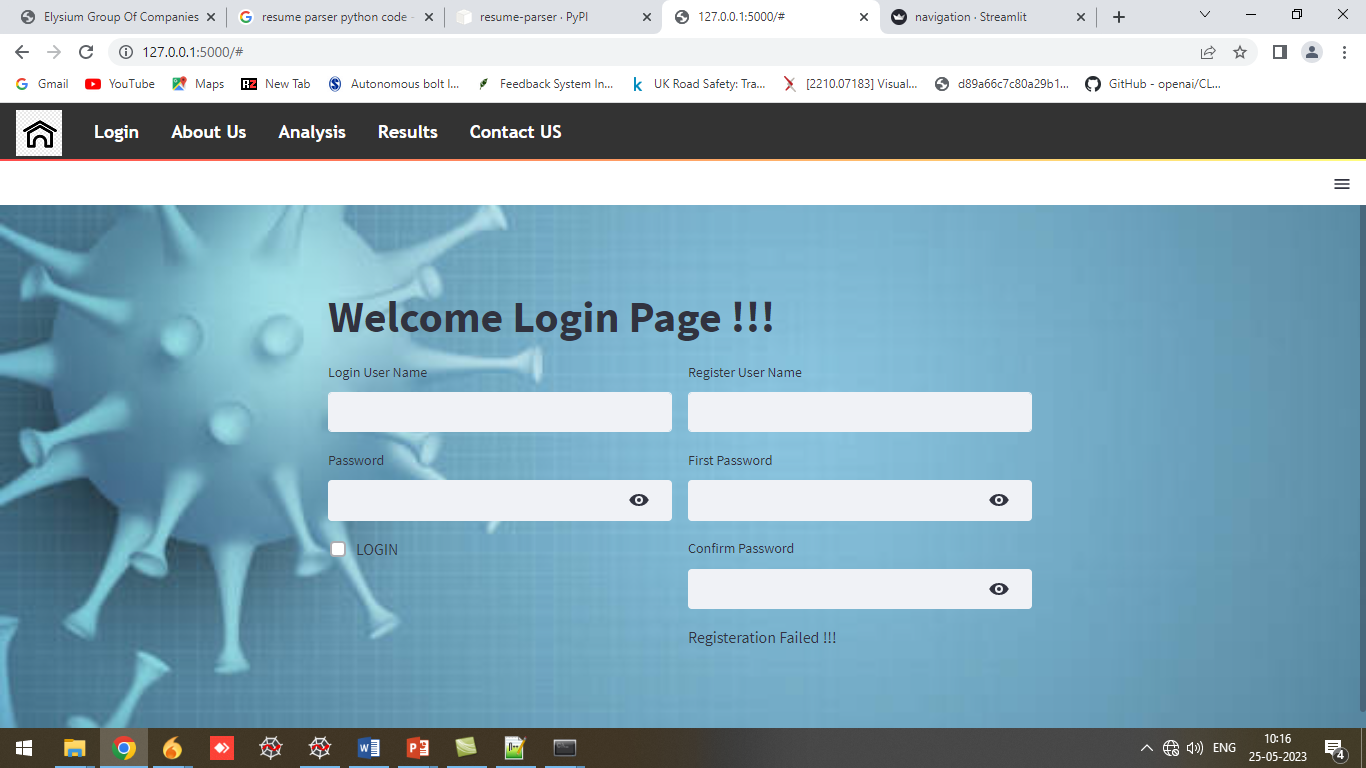 Elysium Group Of Companies
resume parser python code -
resume-parser · PyPI
127.0.0.1:5000/#
navigation · Streamlit
127.0.0.1:5000/#
Gmail
YouTube
Maps
RZ
New Tab
Autonomous bolt l...
Feedback System In...
UK Road Safety: Tra...
[2210.07183] Visual...
d89a66c7c80a29b1...
GitHub - openai/CL...
Login
About Us
Analysis
Results
Contact US
Welcome Login Page !!!
Login User Name
Register User Name
Password
First Password
LOGIN
Confirm Password
Registeration Failed !!!
ENG
10:16
25-05-2023
4